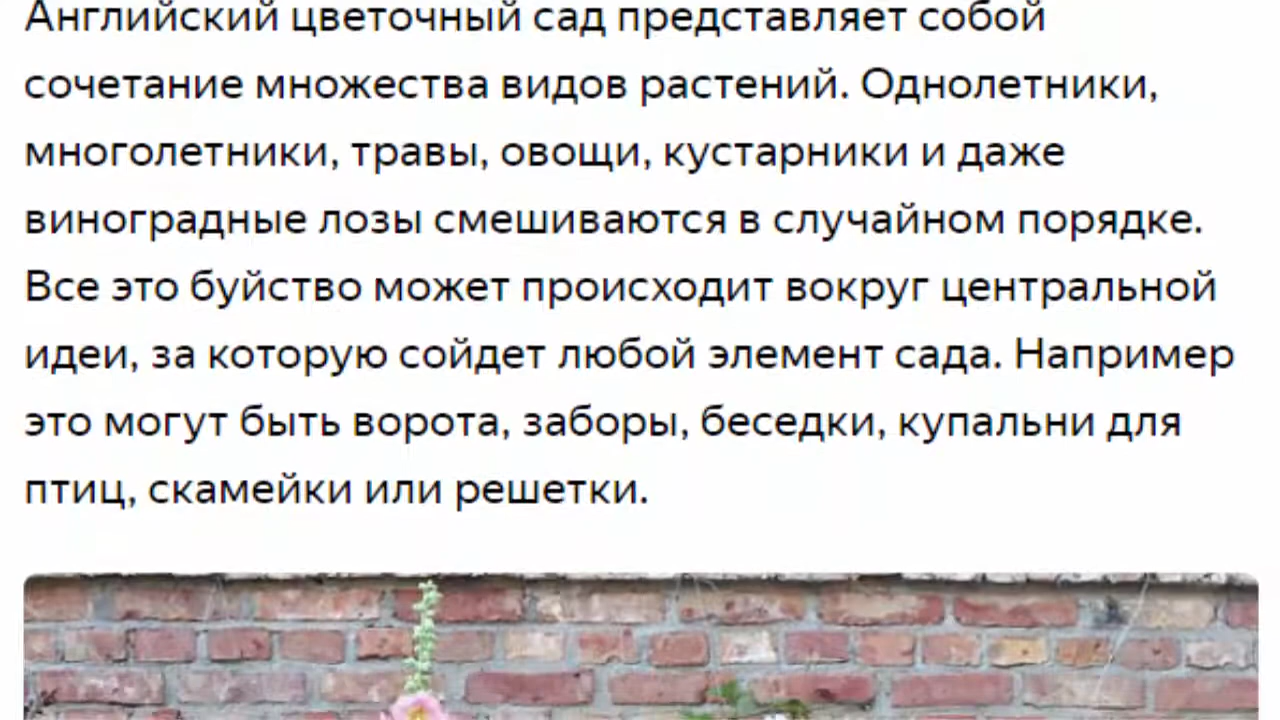 Английский цветочный сад представляет собой
сочетание множества видов растений. Однолетники,
многолетники, травы, овощи, кустарники и даже
виноградные лозы смешиваются в случайном порядке.
Все это буйство может происходит вокруг центральной
идеи, за которую сойдет любой элемент сада. Например
это могут быть ворота, заборы, беседки, купальни для
птиц, скамейки или решетки.